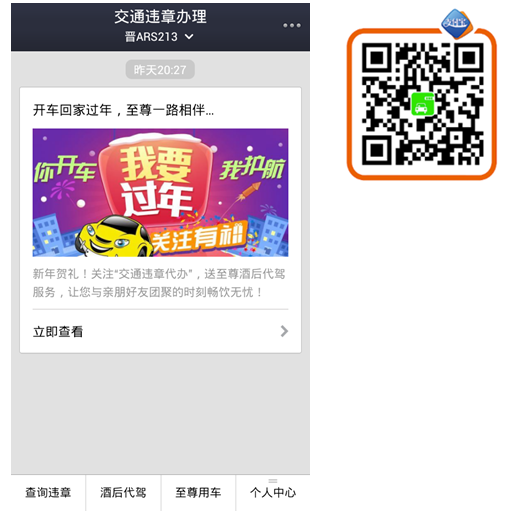 交通违章办理
晋ARS213
昨天20:27
开车回家过年，至尊一路相伴...
你开车
我要
过年
我护航
关注有礼
新年贺礼！关注“交通违章代办”，送至尊酒后代驾
服务，让您与亲朋好友团聚的时刻畅饮无忧！
立即查看
查询违章
酒后代驾
至尊用车
个人中心